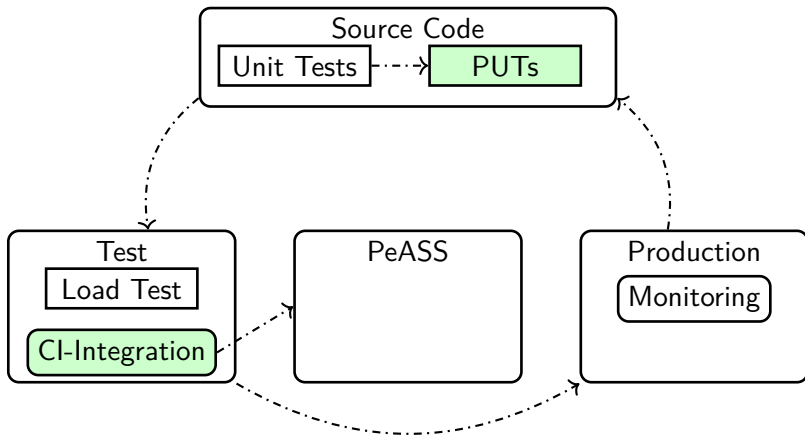 Source Code
Unit Tests
PUTs
Test
Load Test
CI-Integration
PeASS
Production
Monitoring